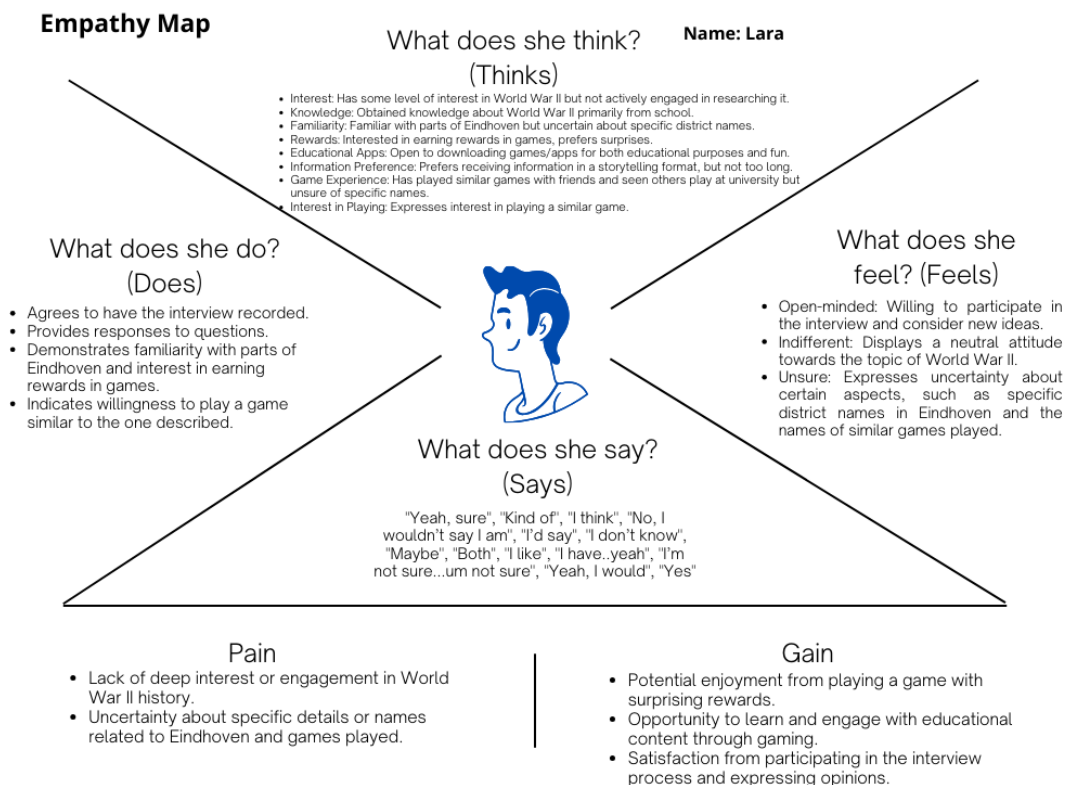 Empathy Map
Name: Lara
What does she think?
(Thinks)
• Interest: Has some level of interest in World War II but not actively engaged in researching it.
• Knowledge: Obtained knowledge about World War II primarily from school.
• Familiarity: Familiar with parts of Eindhoven but uncertain about specific district names.
• Rewards: Interested in earning rewards in games, prefers surprises.
• Educational Apps: Open to downloading games/apps for both educational purposes and fun.
• Information Preference: Prefers receiving information in a storytelling format, but not too long.
• Game Experience: Has played similar games with friends and seen others play at university but
unsure of specific names.
• Interest in Playing: Expresses interest in playing a similar game.
What does she do?
(Does)
• Agrees to have the interview recorded.
• Provides responses to questions.
• Demonstrates familiarity with parts of
Eindhoven and interest in earning
rewards in games.
• Indicates willingness to play a game
similar to the one described.
What does she
feel? (Feels)
• Open-minded: Willing to participate in
the interview and consider new ideas.
• Indifferent: Displays a neutral attitude
towards the topic of World War II.
• Unsure: Expresses uncertainty about
certain aspects, such as specific
district names in Eindhoven and the
names of similar games played.
What does she say?
(Says)
"Yeah, sure", "Kind of", "I think", "No, I
wouldn't say I am", "I'd say", "I don't know",
"Maybe", "Both", "I like", "I have..yeah", "I'm
not sure...um not sure", "Yeah, I would", "Yes"
Pain
• Lack of deep interest or engagement in World
War II history.
• Uncertainty about specific details or names
related to Eindhoven and games played.
Gain
• Potential enjoyment from playing a game with
surprising rewards.
• Opportunity to learn and engage with educational
content through gaming.
• Satisfaction from participating in the interview
process and expressing opinions.